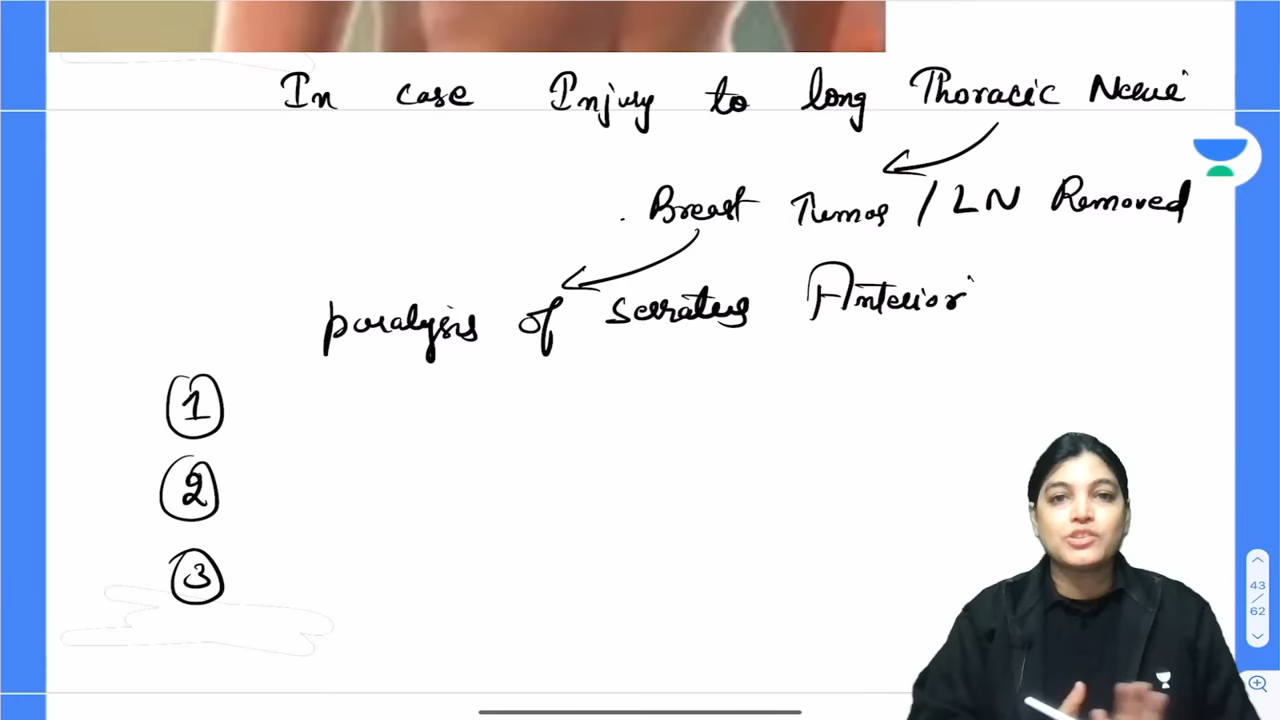 In case Injury to long Thoracic Nerve
Breast Tumor / LN Removed
paralysis of Serratus Anterior
1
2
3
43
/
62